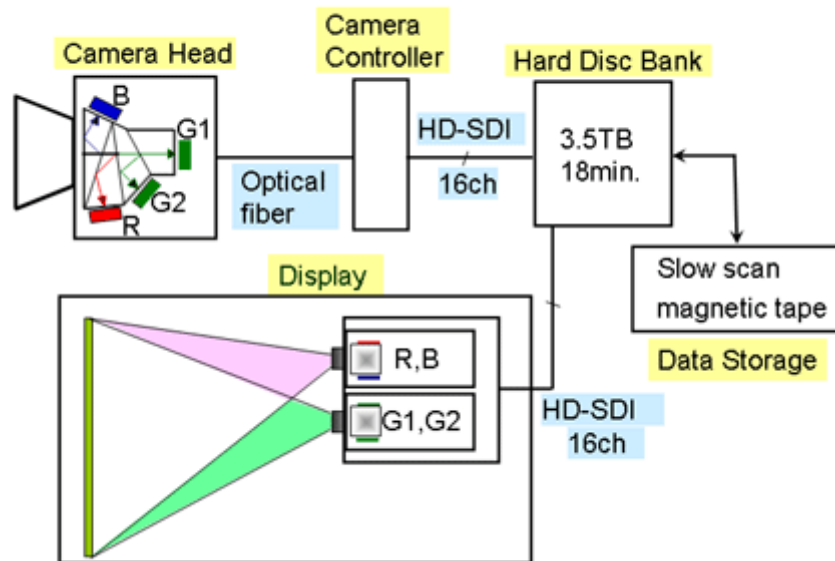 Camera Head
B
G1
G2
R
Optical
fiber
Camera
Controller
HD-SDI
16ch
Hard Disc Bank
3.5TB
18min.
Slow scan
magnetic tape
Data Storage
Display
R,B
G1,G2
HD-SDI
16ch